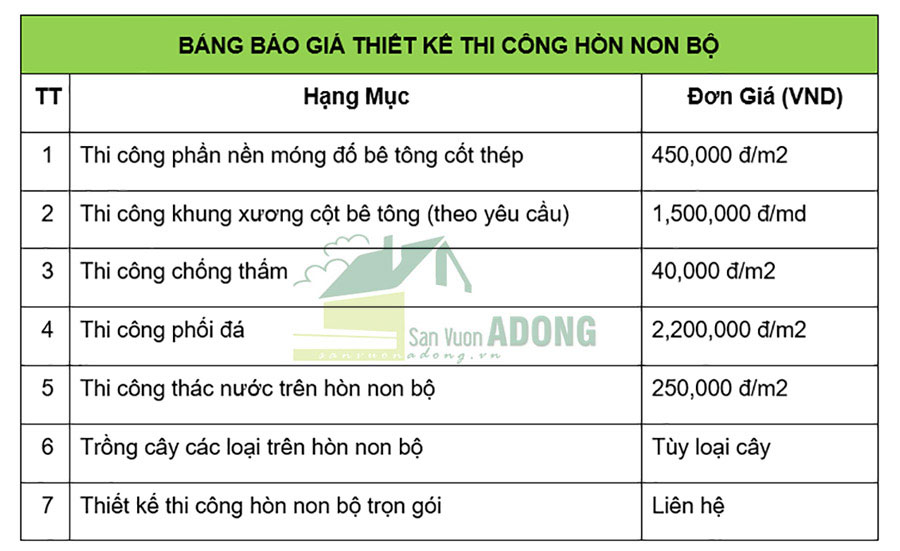 BẢNG BÁO GIÁ THIẾT KẾ THI CÔNG HÒN NON BỘ
TT Hạng Mục Đơn Giá (VND)
1 Thi công phần nền móng đổ bê tông cốt thép 450,000 đ/m2
2 Thi công khung xương cột bê tông (theo yêu cầu) 1,500,000 đ/md
3 Thi công chống thấm 40,000 đ/m2
4 Thi công phối đá 2,200,000 đ/m2
San Vuon ADONG
sanvuonadong.vn
5 Thi công thác nước trên hòn non bộ 250,000 đ/m2
6 Trồng cây các loại trên hòn non bộ Tùy loại cây
7 Thiết kế thi công hòn non bộ trọn gói Liên hệ